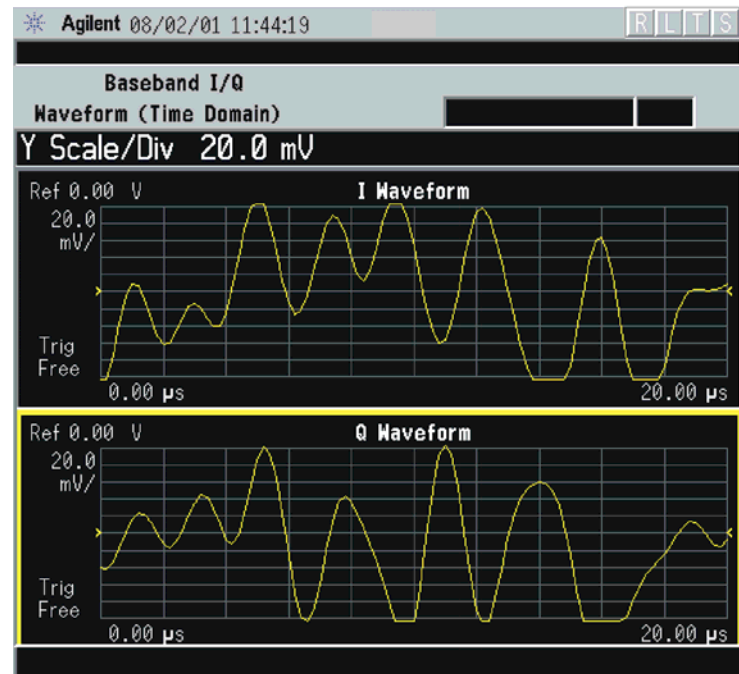 Agilent 08/02/01 11:44:19 R L T S
Baseband I/Q
Waveform (Time Domain)
Y Scale/Div 20.0 mV
Ref 0.00 V I Waveform
20.0
mV/
Trig
Free
0.00 µs 20.00 µs
Ref 0.00 V Q Waveform
20.0
mV/
Trig
Free
0.00 µs 20.00 µs